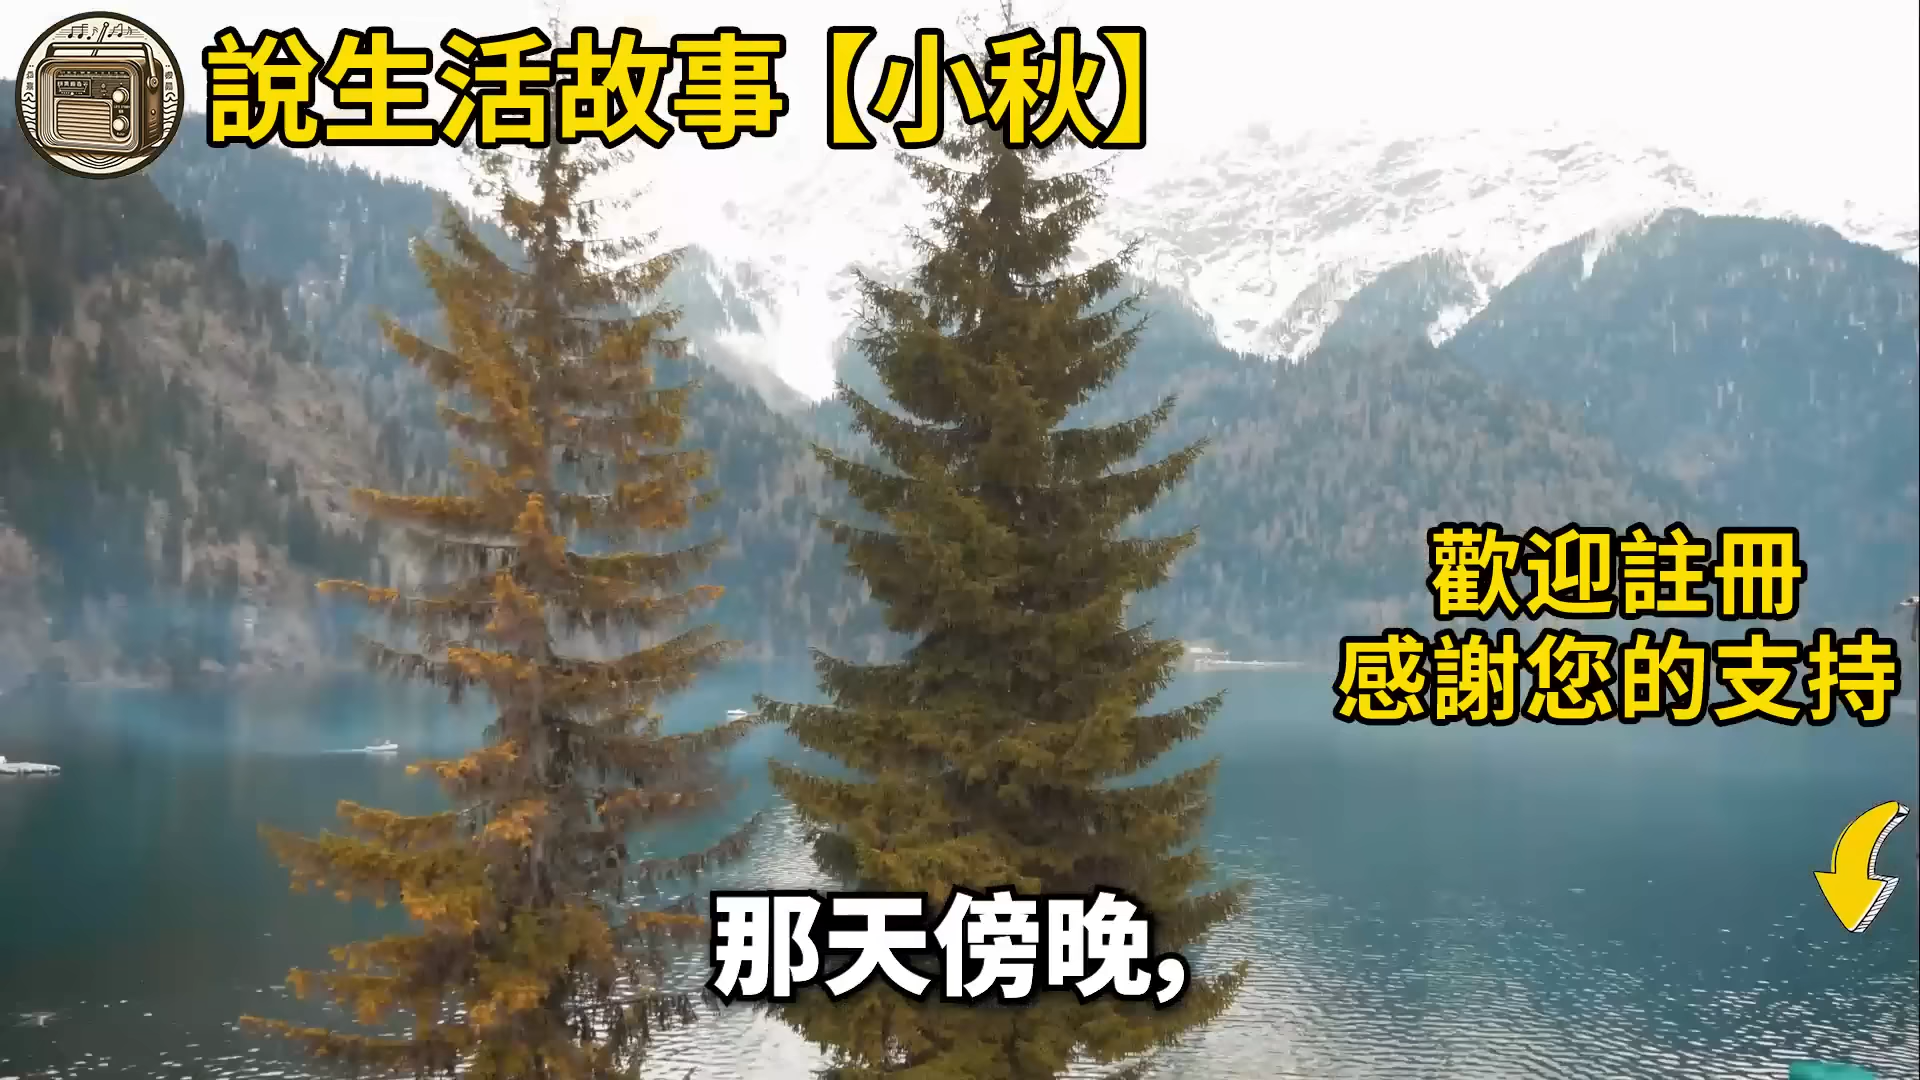 說生活故事【小秋】
歡迎註冊
感謝您的支持
那天傍晚,